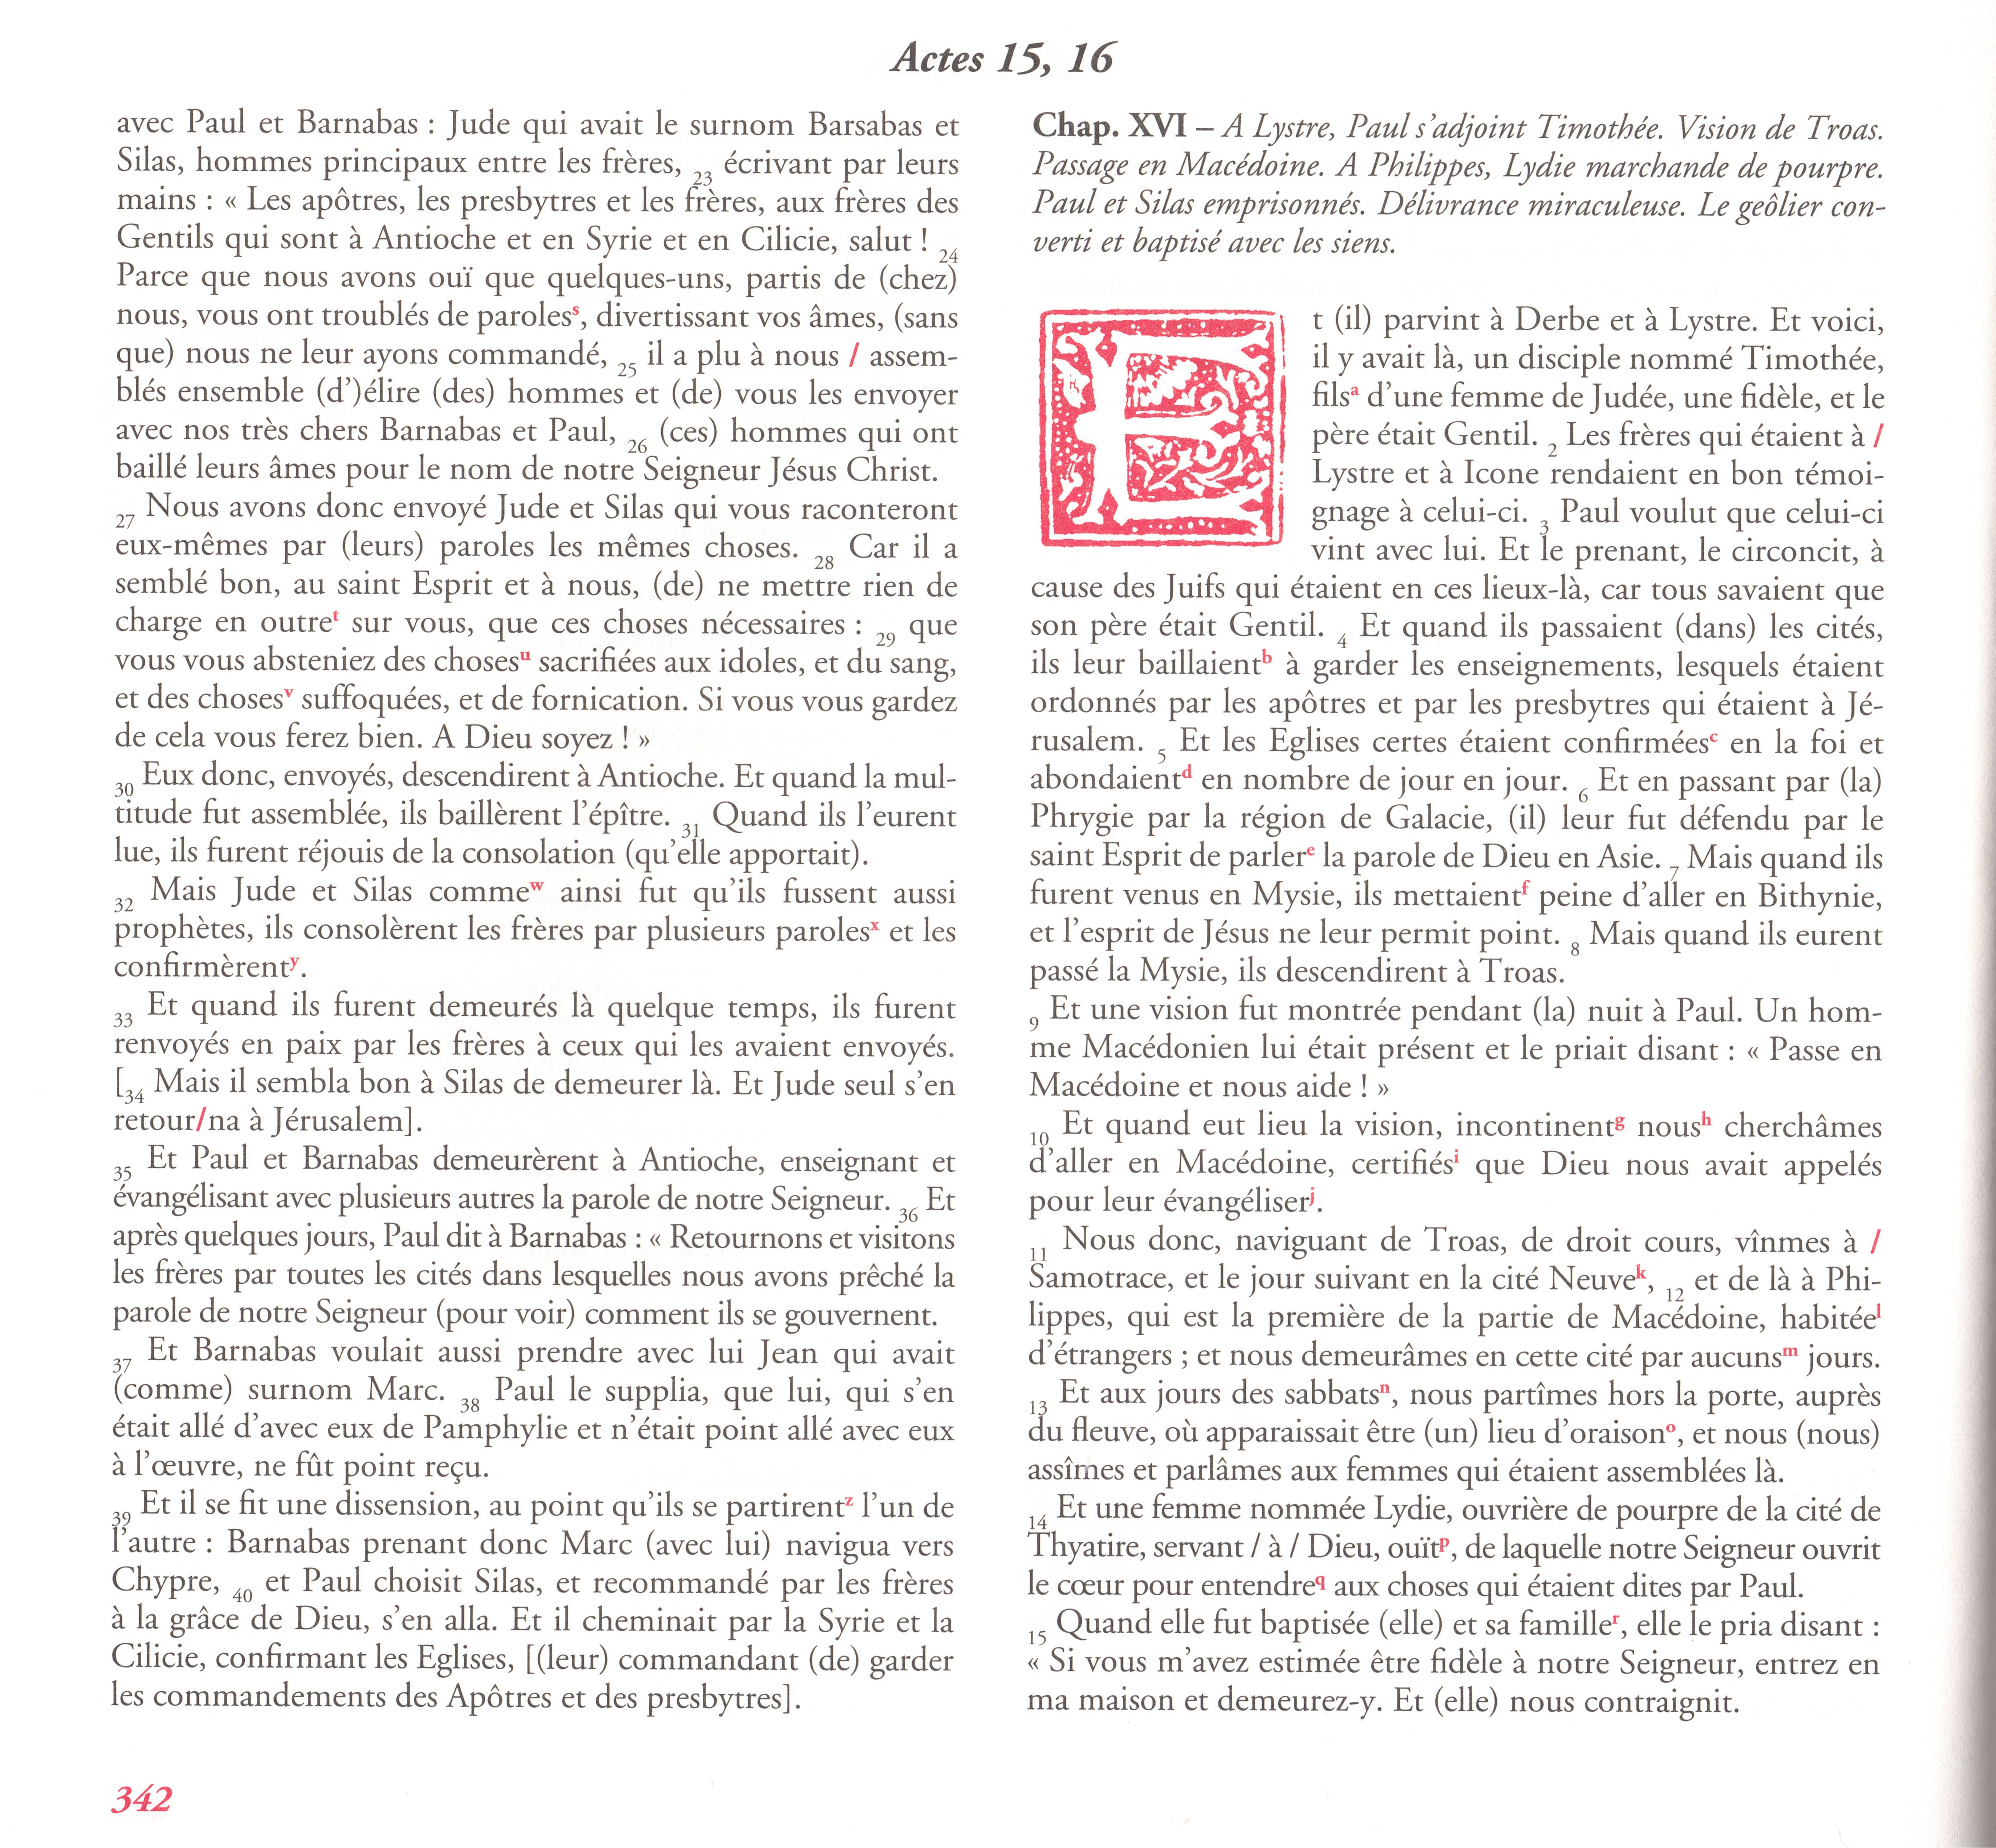 Actes 15, 16
avec Paul et Barnabas : Jude qui avait le surnom Barsabas et
Silas, hommes principaux entre les frères, 23 écrivant par leurs
mains : « Les apôtres, les presbytres et les frères, aux frères des
Gentils qui sont à Antioche et en Syrie et en Cilicie, salut ! 24
Parce que nous avons ouï que quelques-uns, partis de (chez)
nous, vous ont troublés de paroles^s, divertissant vos âmes, (sans
que) nous ne leur ayons commandé, 25 il a plu à nous / assem-
blés ensemble (d’)élire (des) hommes et (de) vous les envoyer
avec nos très chers Barnabas et Paul, 26 (ces) hommes qui ont
baillé leurs âmes pour le nom de notre Seigneur Jésus Christ.
27 Nous avons donc envoyé Jude et Silas qui vous raconteront
eux-mêmes par (leurs) paroles les mêmes choses. 28 Car il a
semblé bon, au saint Esprit et à nous, (de) ne mettre rien de
charge en outre^t sur vous, que ces choses nécessaires : 29 que
vous vous absteniez des choses^u sacrifiées aux idoles, et du sang,
et des choses^v suffoquées, et de fornication. Si vous vous gardez
de cela vous ferez bien. A Dieu soyez ! »
30 Eux donc, envoyés, descendirent à Antioche. Et quand la mul-
titude fut assemblée, ils baillèrent l’épître. 31 Quand ils l’eurent
lue, ils furent réjouis de la consolation (qu’elle apportait).
32 Mais Jude et Silas comme^w ainsi fut qu’ils fussent aussi
prophètes, ils consolèrent les frères par plusieurs paroles^x et les
confirmèrent^y.
33 Et quand ils furent demeurés là quelque temps, ils furent
renvoyés en paix par les frères à ceux qui les avaient envoyés.
[34 Mais il sembla bon à Silas de demeurer là. Et Jude seul s’en
retour/na à Jérusalem].
35 Et Paul et Barnabas demeurèrent à Antioche, enseignant et
évangélisant avec plusieurs autres la parole de notre Seigneur. 36 Et
après quelques jours, Paul dit à Barnabas : « Retournons et visitons
les frères par toutes les cités dans lesquelles nous avons prêché la
parole de notre Seigneur (pour voir) comment ils se gouvernent.
37 Et Barnabas voulait aussi prendre avec lui Jean qui avait
(comme) surnom Marc. 38 Paul le supplia, que lui, qui s’en
était allé d’avec eux de Pamphylie et n’était point allé avec eux
à l’œuvre, ne fût point reçu.
39 Et il se fit une dissension, au point qu’ils se partirent^z l’un de
l’autre : Barnabas prenant donc Marc (avec lui) navigua vers
Chypre, 40 et Paul choisit Silas, et recommandé par les frères
à la grâce de Dieu, s’en alla. Et il cheminait par la Syrie et la
Cilicie, confirmant les Eglises, [(leur) commandant (de) garder
les commandements des Apôtres et des presbytres].
342
Chap. XVI – A Lystre, Paul s’adjoint Timothée. Vision de Troas.
Passage en Macédoine. A Philippes, Lydie marchande de pourpre.
Paul et Silas emprisonnés. Délivrance miraculeuse. Le geôlier con-
verti et baptisé avec les siens.
Et (il) parvint à Derbe et à Lystre. Et voici,
il y avait là, un disciple nommé Timothée,
fils^a d’une femme de Judée, une fidèle, et le
père était Gentil. 2 Les frères qui étaient à /
Lystre et à Icone rendaient en bon témoi-
gnage à celui-ci. 3 Paul voulut que celui-ci
vint avec lui. Et le prenant, le circoncit, à
cause des Juifs qui étaient en ces lieux-là, car tous savaient que
son père était Gentil. 4 Et quand ils passaient (dans) les cités,
ils leur baillaient^b à garder les enseignements, lesquels étaient
ordonnés par les apôtres et par les presbytres qui étaient à Jé-
rusalem. 5 Et les Eglises certes étaient confirmées^c en la foi et
abondaient^d en nombre de jour en jour. 6 Et en passant par (la)
Phrygie par la région de Galacie, (il) leur fut défendu par le
saint Esprit de parler^e la parole de Dieu en Asie. 7 Mais quand ils
furent venus en Mysie, ils mettaient^f peine d’aller en Bithynie,
et l’esprit de Jésus ne leur permit point. 8 Mais quand ils eurent
passé la Mysie, ils descendirent à Troas.
9 Et une vision fut montrée pendant (la) nuit à Paul. Un hom-
me Macédonien lui était présent et le priait disant : « Passe en
Macédoine et nous aide ! »
10 Et quand eut lieu la vision, incontinent^g nous^h cherchâmes
d’aller en Macédoine, certifiés^i que Dieu nous avait appelés
pour leur évangéliser^j.
11 Nous donc, naviguant de Troas, de droit cours, vînmes à /
Samotrace, et le jour suivant en la cité Neuve^k, 12 et de là à Phi-
lippes, qui est la première de la partie de Macédoine, habitée^l
d’étrangers ; et nous demeurâmes en cette cité par aucuns^m jours.
13 Et aux jours des sabbats^n, nous partîmes hors la porte, auprès
du fleuve, où apparaissait être (un) lieu d’oraison^o, et nous (nous)
assîmes et parlâmes aux femmes qui étaient assemblées là.
14 Et une femme nommée Lydie, ouvrière de pourpre de la cité de
Thyatire, servant / à / Dieu, ouït^p, de laquelle notre Seigneur ouvrit
le cœur pour entendre^q aux choses qui étaient dites par Paul.
15 Quand elle fut baptisée (elle) et sa famille^r, elle le pria disant :
« Si vous m’avez estimée être fidèle à notre Seigneur, entrez en
ma maison et demeurez-y. Et (elle) nous contraignit.